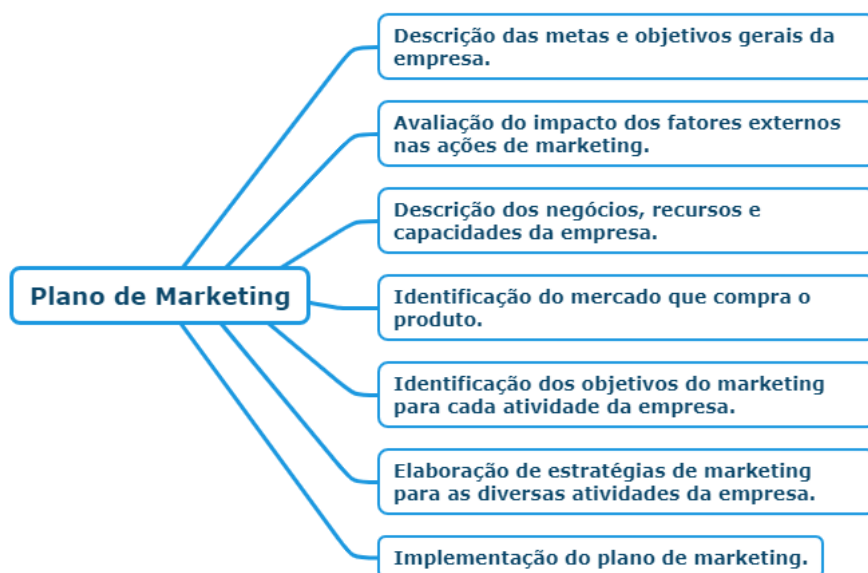 Descrição das metas e objetivos gerais da
empresa.
Avaliação do impacto dos fatores externos
nas ações de marketing.
Descrição dos negócios, recursos e
capacidades da empresa.
Plano de Marketing
Identificação do mercado que compra o
produto.
Identificação dos objetivos do marketing
para cada atividade da empresa.
Elaboração de estratégias de marketing
para as diversas atividades da empresa.
Implementação do plano de marketing.